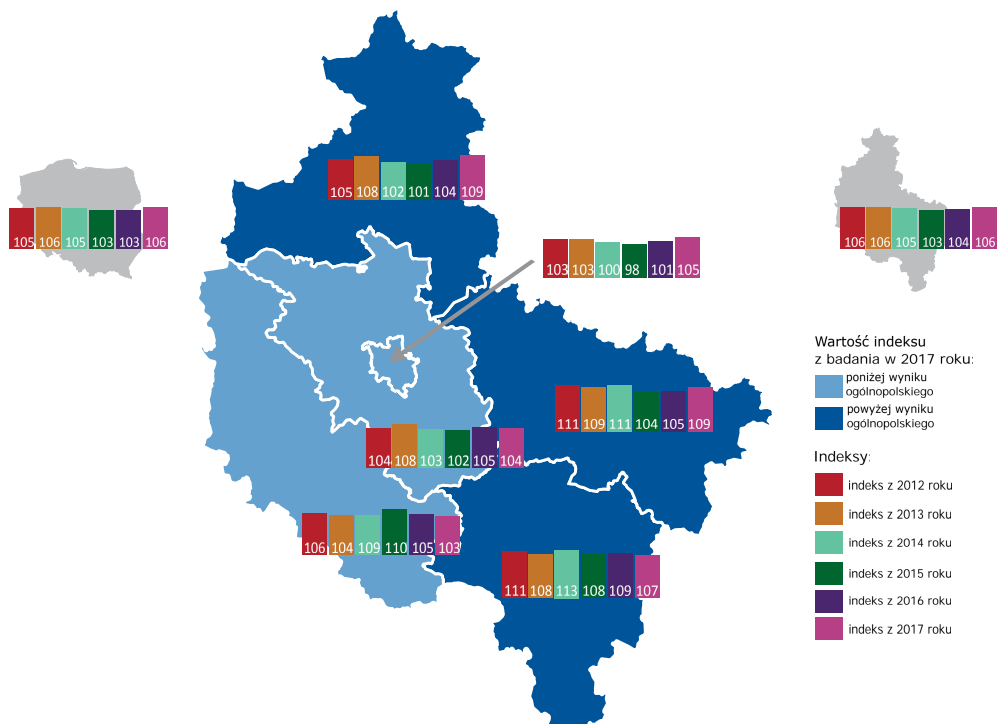 105 108 102 101 104 109
105 106 105 103 103 106
106 106 105 103 104 106
103 103 100 98 101 105
Wartość indeksu
z badania w 2017 roku:
poniżej wyniku
ogólnopolskiego
powyżej wyniku
ogólnopolskiego
111 109 111 104 105 109
104 108 103 102 105 104
Indeksy:
indeks z 2012 roku
indeks z 2013 roku
indeks z 2014 roku
indeks z 2015 roku
indeks z 2016 roku
indeks z 2017 roku
106 104 109 110 105 103
111 108 113 108 109 107